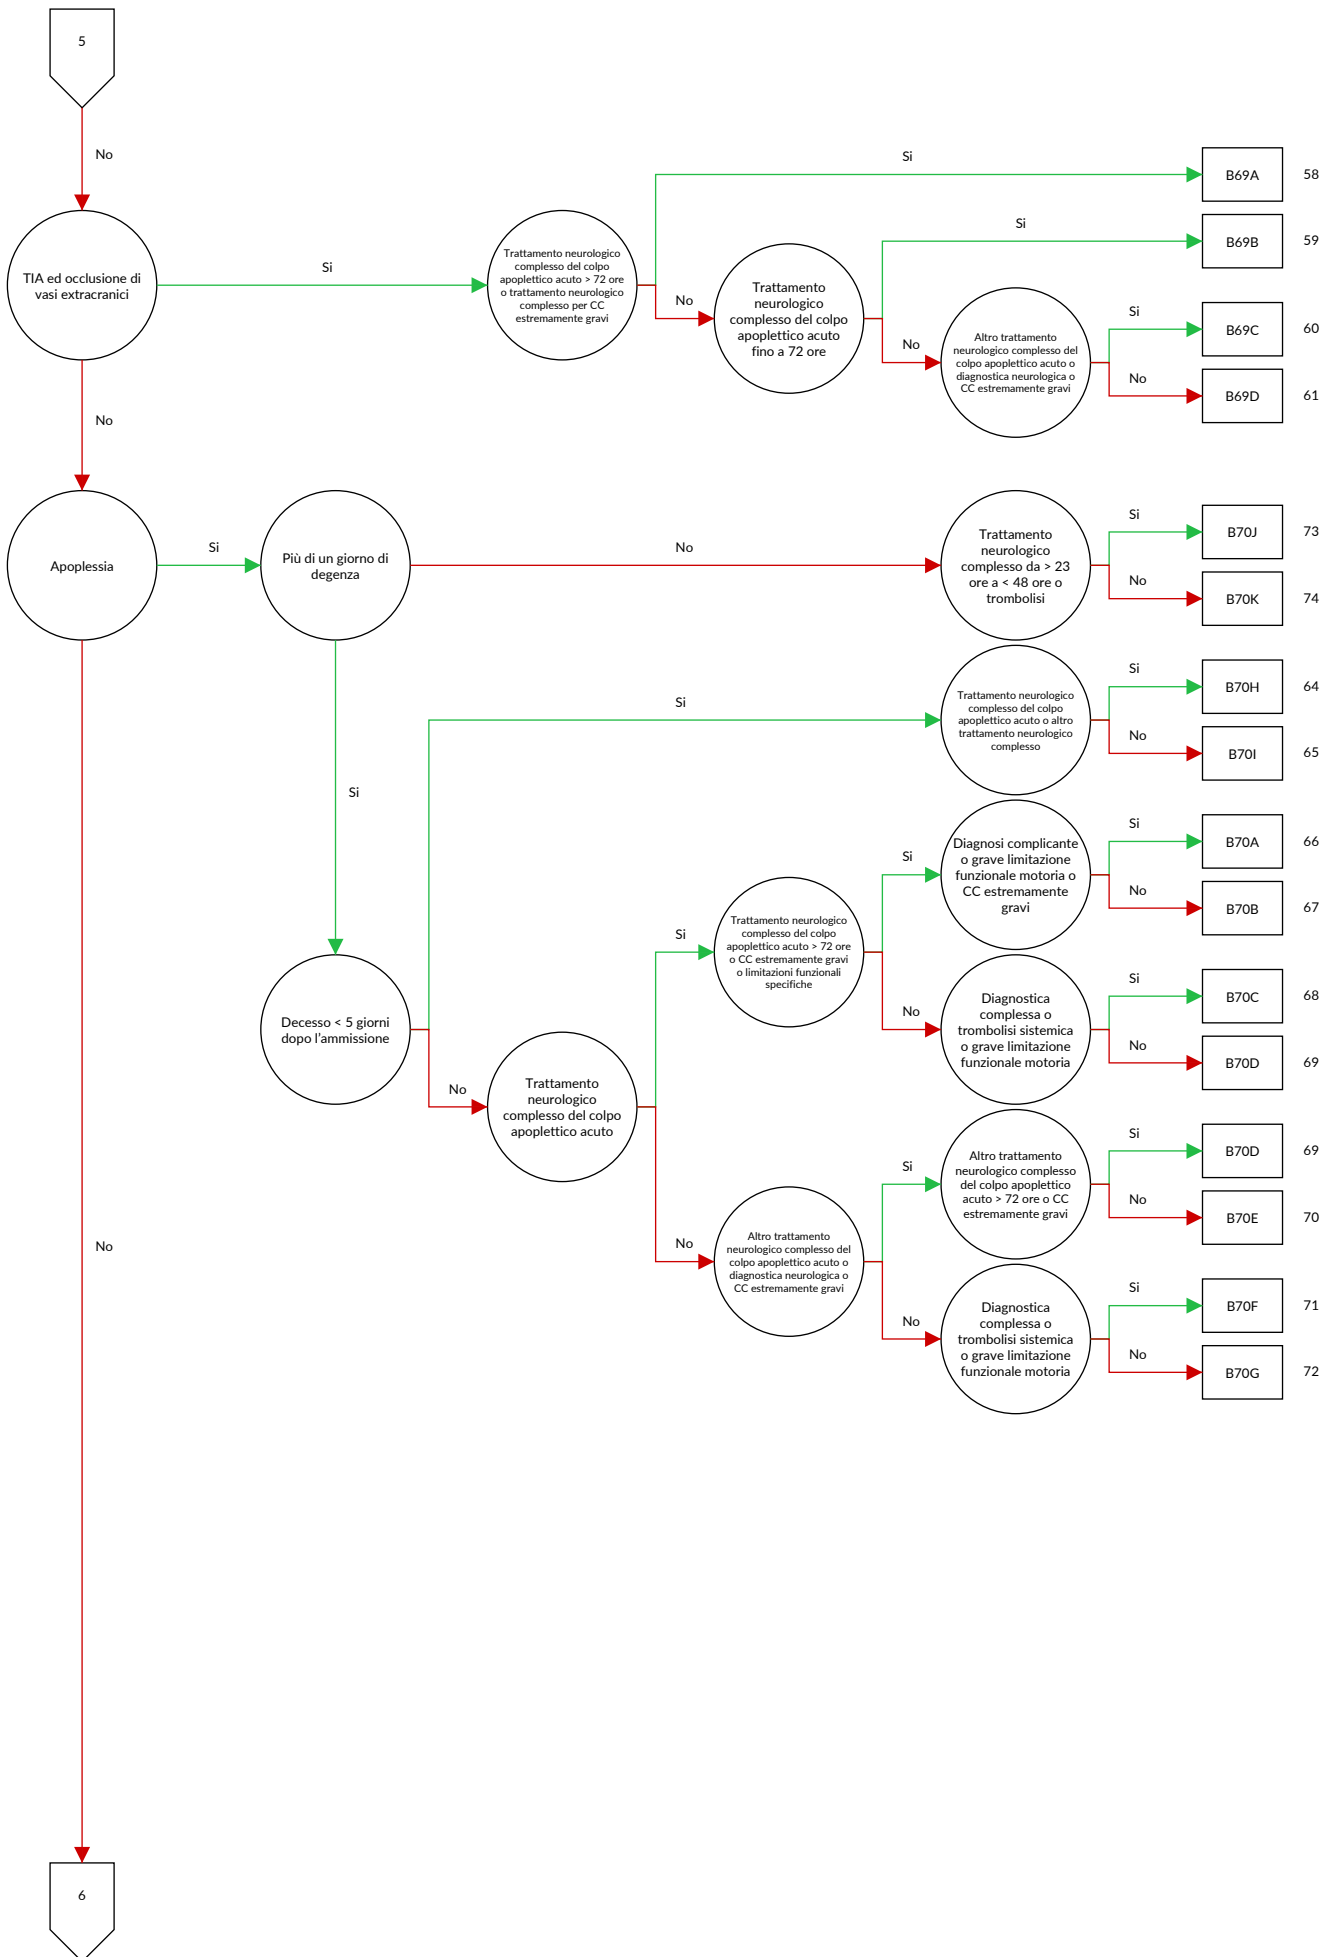 5
No
TIA ed occlusione di
vasi extracranici
Si
Trattamento neurologico
complesso del colpo
apoplettico acuto > 72 ore
o trattamento neurologico
complesso per CC
estremamente gravi
Si
B69A
58
No
Trattamento
neurologico
complesso del colpo
apoplettico acuto
fino a 72 ore
Si
B69B
59
No
Altro trattamento
neurologico complesso del
colpo apoplettico acuto o
diagnostica neurologica o
CC estremamente gravi
Si
B69C
60
No
B69D
61
No
Apoplessia
Si
Più di un giorno di
degenza
No
Trattamento
neurologico
complesso da > 23
ore a < 48 ore o
trombolisi
Si
B70J
73
No
B70K
74
Si
Decesso < 5 giorni
dopo l'ammissione
Si
Trattamento neurologico
complesso del colpo
apoplettico acuto o altro
trattamento neurologico
complesso
Si
B70H
64
No
B70I
65
No
Trattamento
neurologico
complesso del colpo
apoplettico acuto
Si
Trattamento neurologico
complesso del colpo
apoplettico acuto > 72 ore
o CC estremamente gravi
o limitazioni funzionali
specifiche
Si
Diagnosi complicante
o grave limitazione
funzionale motoria o
CC estremamente
gravi
Si
B70A
66
No
B70B
67
No
Diagnostica
complessa o
trombolisi sistemica
o grave limitazione
funzionale motoria
Si
B70C
68
No
B70D
69
No
Altro trattamento
neurologico complesso del
colpo apoplettico acuto o
diagnostica neurologica o
CC estremamente gravi
Si
Altro trattamento
neurologico complesso
del colpo apoplettico
acuto > 72 ore o CC
estremamente gravi
Si
B70D
69
No
B70E
70
No
Diagnostica
complessa o
trombolisi sistemica
o grave limitazione
funzionale motoria
Si
B70F
71
No
B70G
72
No
6